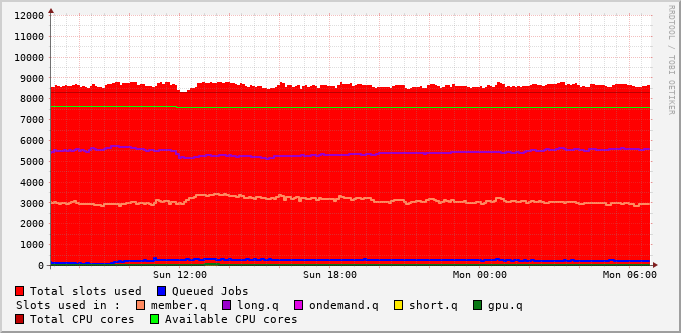 12000
11000
10000
9000
8000
7000
6000
5000
4000
3000
2000
1000
0
Sun 12:00 Sun 18:00 Mon 00:00 Mon 06:00
Total slots used Queued Jobs
Slots used in : member.q long.q ondemand.q short.q gpu.q
Total CPU cores Available CPU cores
RRDTOOL / TOBI OETIKER